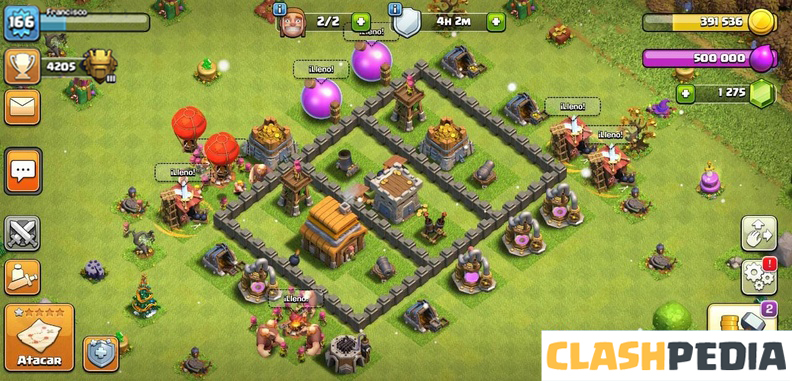 Francisco
166
2/2
4H 2M
391 536
4205
500 000
1 275
¡Lleno!
¡Lleno!
¡Lleno!
¡Lleno!
¡Lleno!
¡Lleno!
2
Atacar
CLASHPEDIA